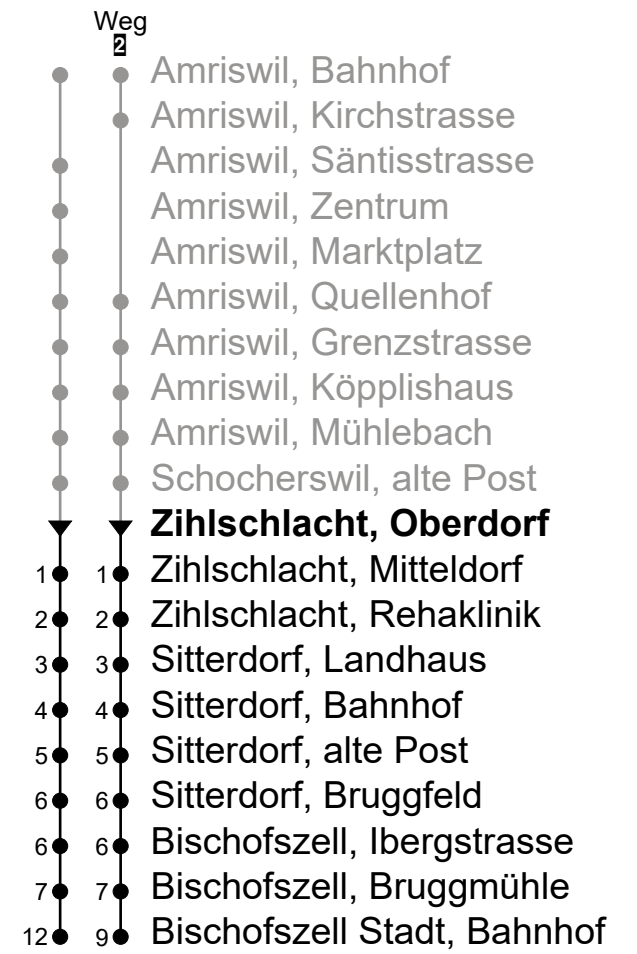 Weg
2
Amriswil, Bahnhof
Amriswil, Kirchstrasse
Amriswil, Säntisstrasse
Amriswil, Zentrum
Amriswil, Marktplatz
Amriswil, Quellenhof
Amriswil, Grenzstrasse
Amriswil, Köpplishaus
Amriswil, Mühlebach
Schocherswil, alte Post
Zihlschlacht, Oberdorf
1 1 Zihlschlacht, Mitteldorf
2 2 Zihlschlacht, Rehaklinik
3 3 Sitterdorf, Landhaus
4 4 Sitterdorf, Bahnhof
5 5 Sitterdorf, alte Post
6 6 Sitterdorf, Bruggfeld
6 6 Bischofszell, Ibergstrasse
7 7 Bischofszell, Bruggmühle
12 9 Bischofszell Stadt, Bahnhof